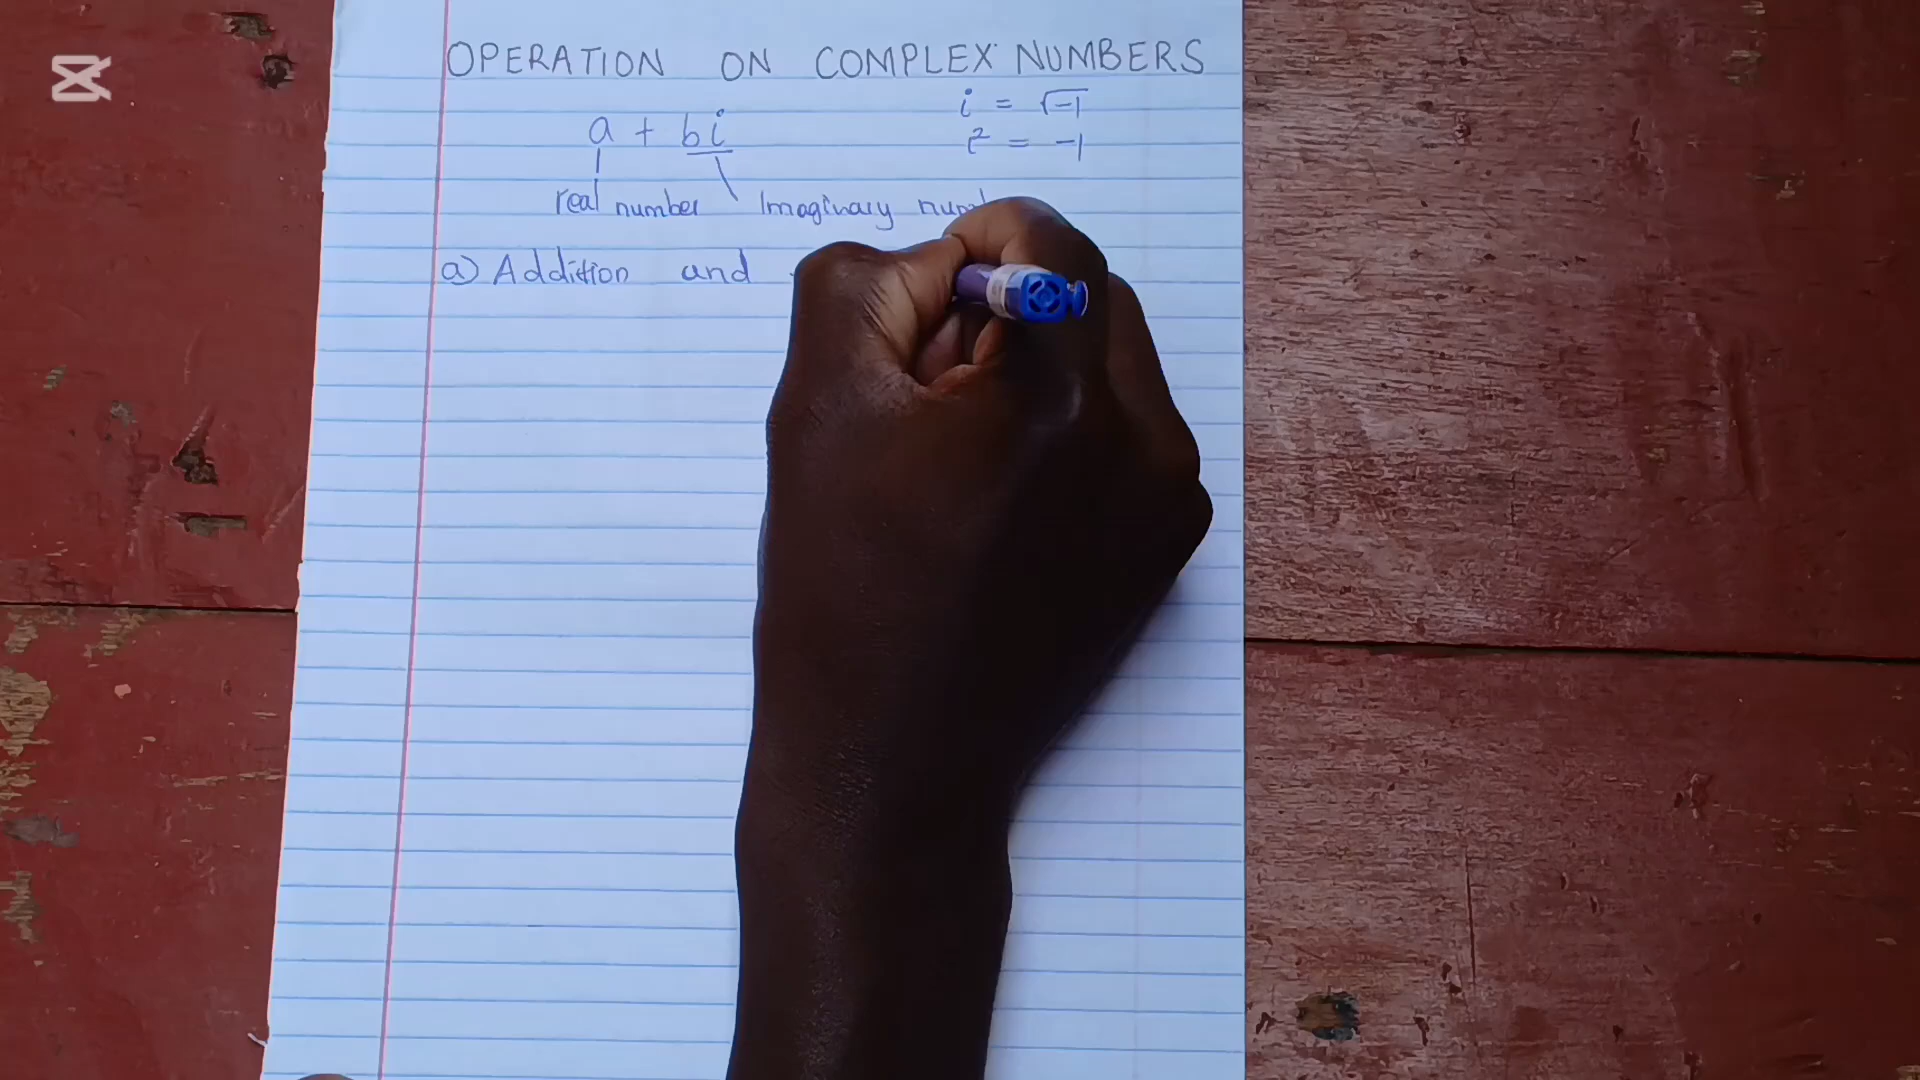 OPERATION ON COMPLEX NUMBERS
i = √-1
a + bi
i² = -1
real number Imaginary
a) Addition and